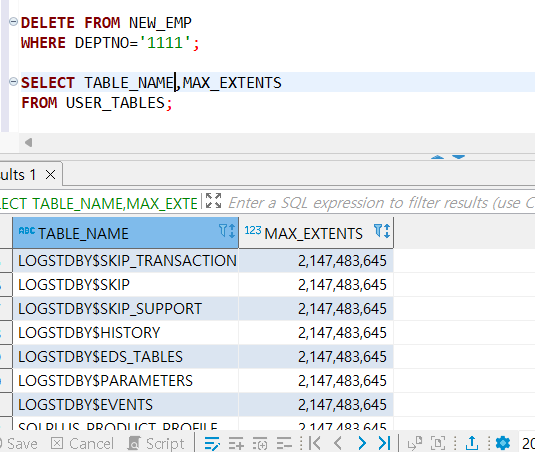 DELETE FROM NEW_EMP
WHERE DEPTNO='1111';
SELECT TABLE_NAME,MAX_EXTENTS
FROM USER_TABLES;
sults 1
ECT TABLE_NAME,MAX_EXTE Enter a SQL expression to filter results (use C
ABC TABLE_NAME 123 MAX_EXTENTS
LOGSTDBY$SKIP_TRANSACTION 2,147,483,645
LOGSTDBY$SKIP 2,147,483,645
LOGSTDBY$SKIP_SUPPORT 2,147,483,645
LOGSTDBY$HISTORY 2,147,483,645
LOGSTDBY$EDS_TABLES 2,147,483,645
LOGSTDBY$PARAMETERS 2,147,483,645
LOGSTDBY$EVENTS 2,147,483,645
SQLPLUS_PRODUCT_PROFILE 2,147,483,645
Save Cancel Script 20